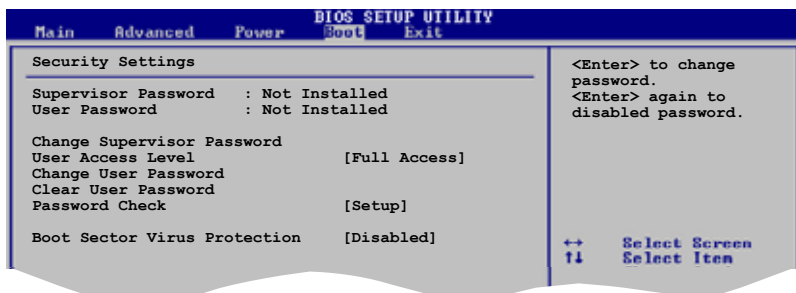 BIOS SETUP UTILITY
Main Advanced Power Boot Exit
Security Settings
Supervisor Password : Not Installed
User Password : Not Installed
Change Supervisor Password
User Access Level [Full Access]
Change User Password
Clear User Password
Password Check [Setup]
Boot Sector Virus Protection [Disabled]
<Enter> to change
password.
<Enter> again to
disabled password.
↔ Select Screen
↑↓ Select Item